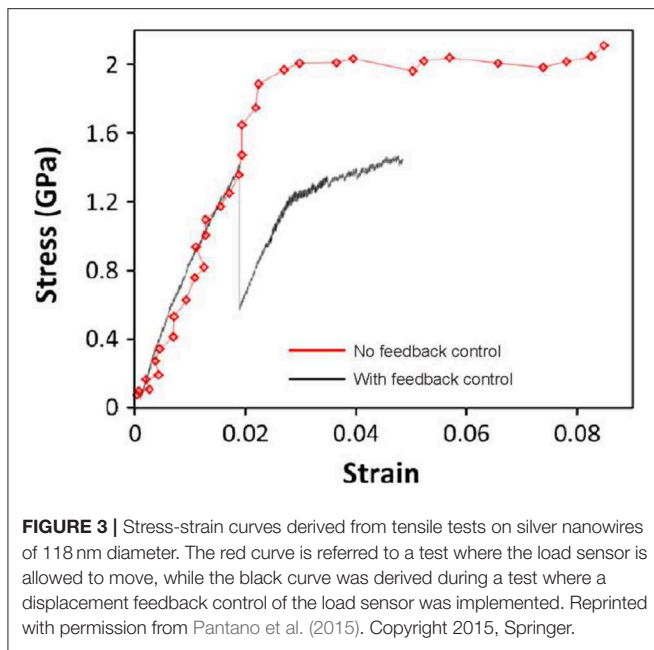 2
1.6
1.2
0.8
0.4
0
Stress (GPa)
No feedback control
With feedback control
0 0.02 0.04 0.06 0.08
Strain
FIGURE 3 | Stress-strain curves derived from tensile tests on silver nanowires
of 118 nm diameter. The red curve is referred to a test where the load sensor is
allowed to move, while the black curve was derived during a test where a
displacement feedback control of the load sensor was implemented. Reprinted
with permission from Pantano et al. (2015). Copyright 2015, Springer.